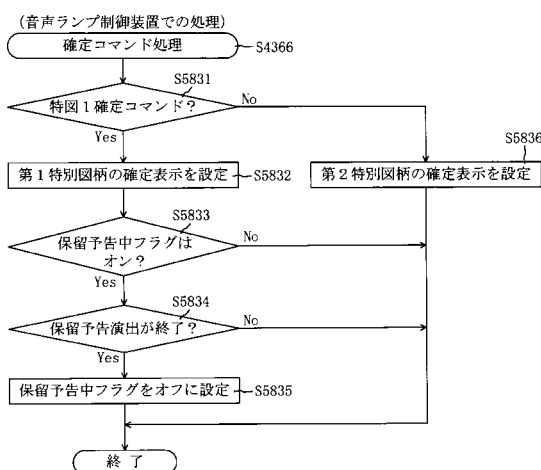 (音声ランプ制御装置での処理)
確定コマンド処理
S4366
S5831
特図1確定コマンド?
No
Yes
S5836
第1特別図柄の確定表示を設定
S5832
第2特別図柄の確定表示を設定
S5833
保留予告中フラグは
オン?
No
Yes
S5834
保留予告演出が終了?
No
Yes
保留予告中フラグをオフに設定
S5835
終了